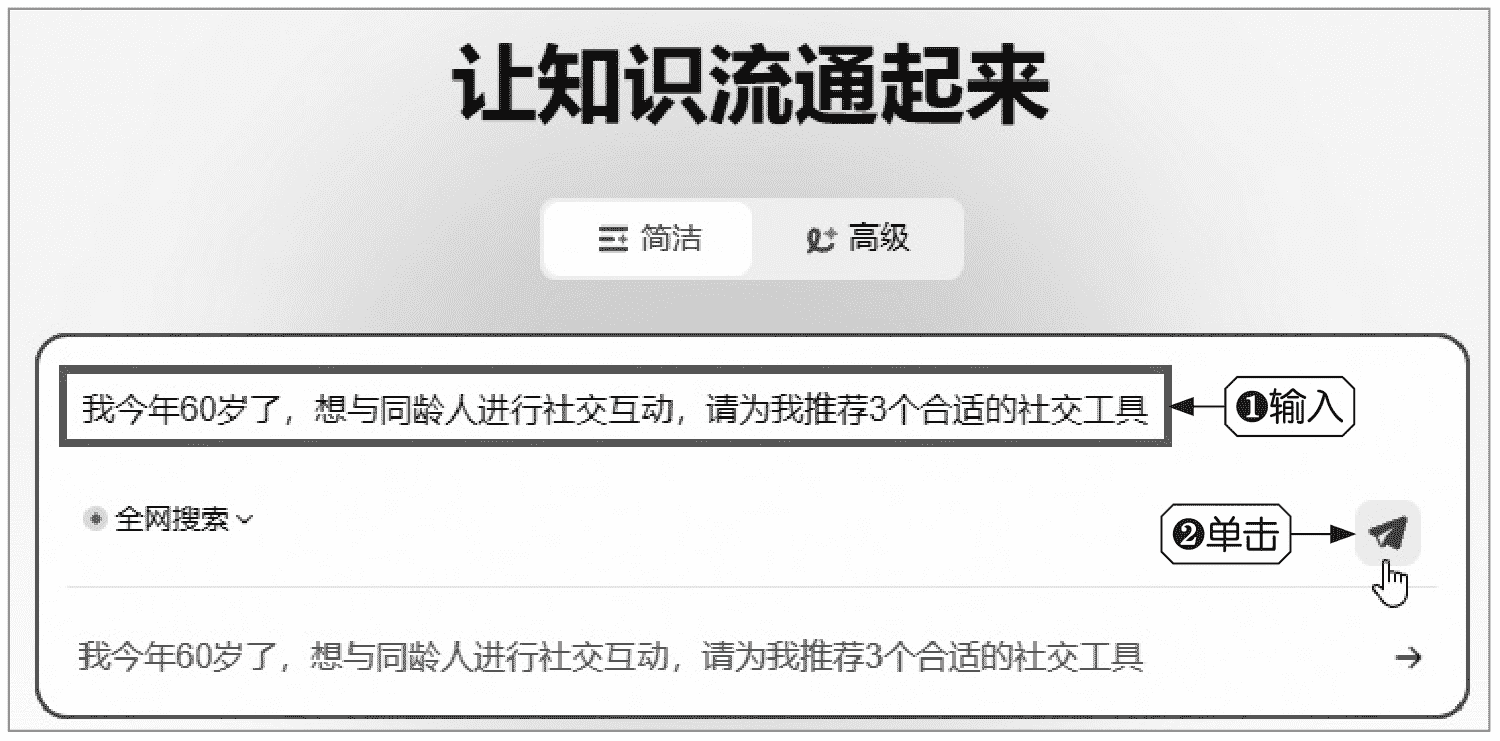 让知识流通起来
简洁 高级
我今年60岁了，想与同龄人进行社交互动，请为我推荐3个合适的社交工具
❶输入
全网搜索
❷单击
我今年60岁了，想与同龄人进行社交互动，请为我推荐3个合适的社交工具